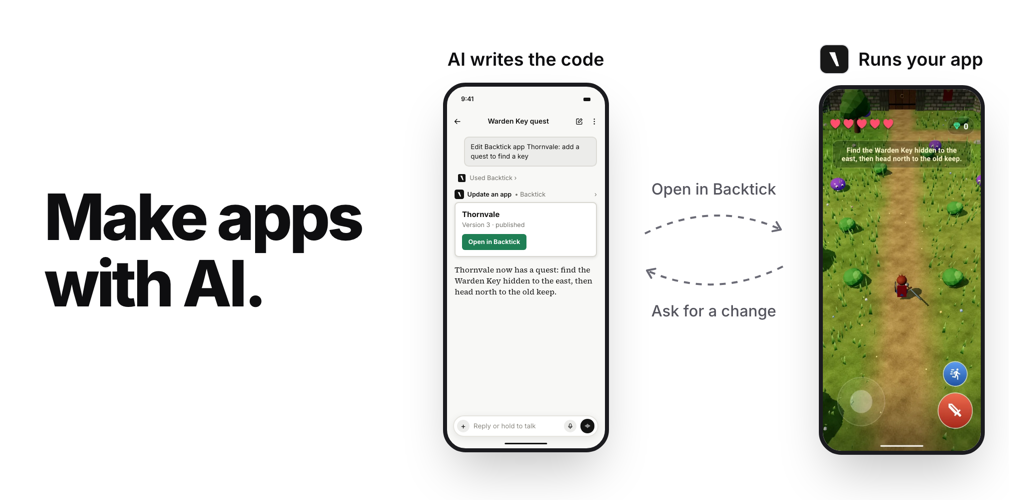 Make apps
with AI.
AI writes the code
9:41
Warden Key quest
Edit Backtick app Thornvale: add a
quest to find a key
Used Backtick ›
Update an app • Backtick ›
Thornvale
Version 3 · published
Open in Backtick
Thornvale now has a quest: find the
Warden Key hidden to the east, then
head north to the old keep.
Reply or hold to talk
Open in Backtick
Ask for a change
Runs your app
0
Find the Warden Key hidden to the
east, then head north to the old keep.